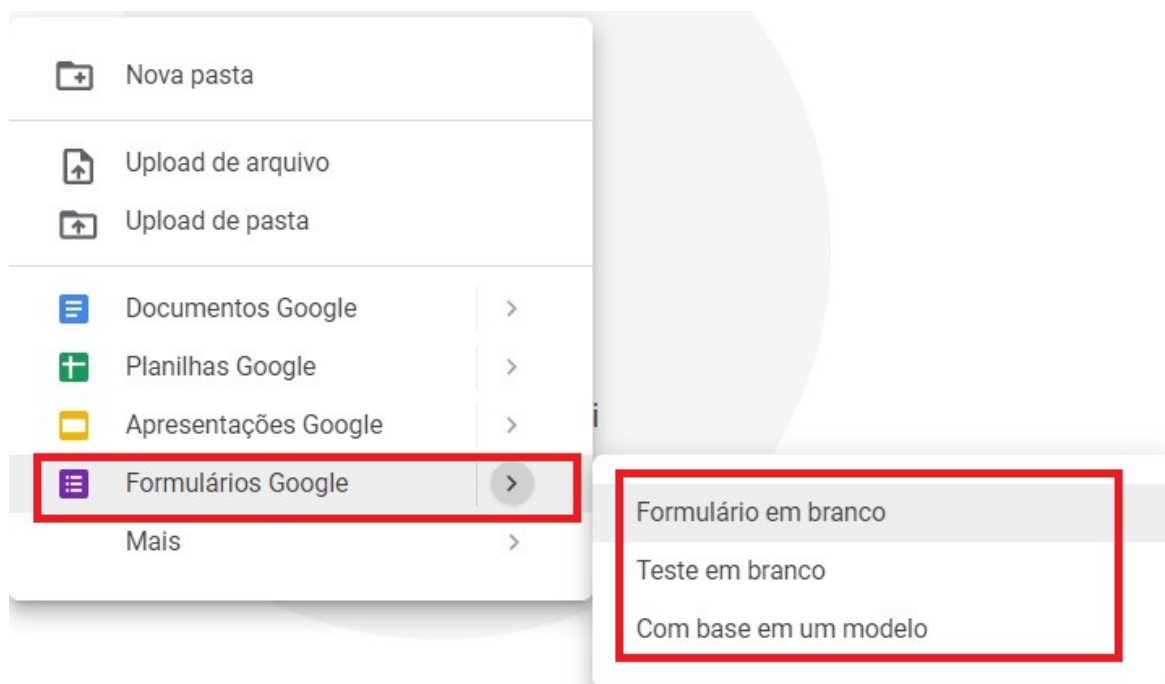 Nova pasta
Upload de arquivo
Upload de pasta
Documentos Google
Planilhas Google
Apresentações Google
i
Formulários Google
Mais
Formulário em branco
Teste em branco
Com base em um modelo